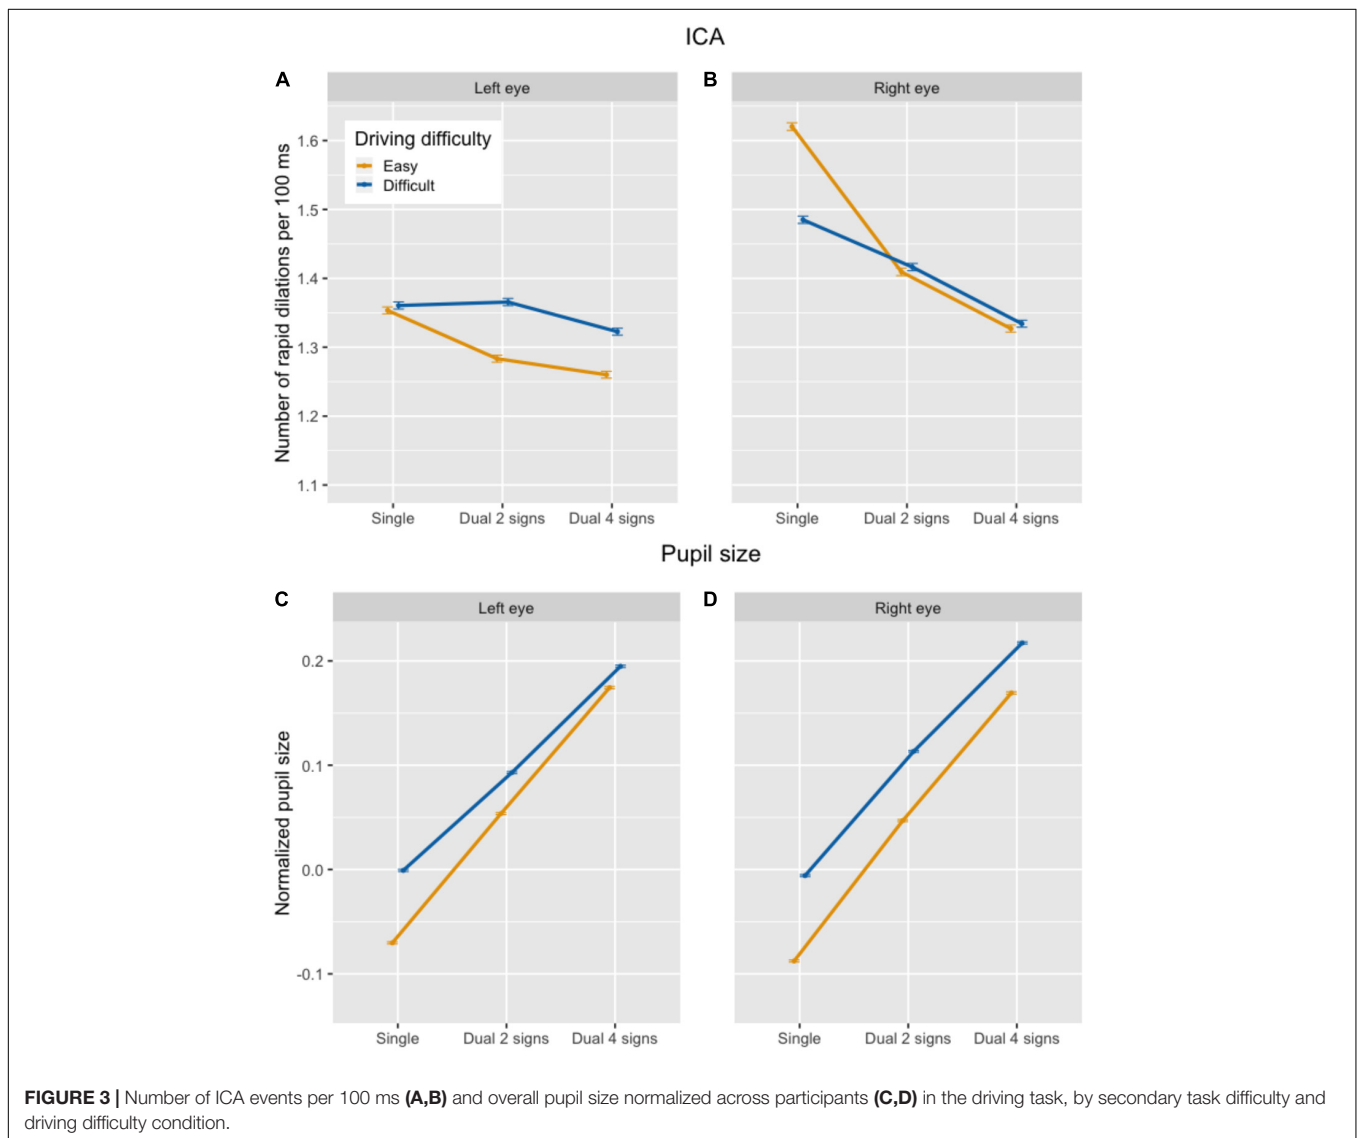 ICA
A
B
Left eye
Right eye
Number of rapid dilations per 100 ms
1.6
1.5
1.4
1.3
1.2
1.1
Driving difficulty
Easy
Difficult
Single
Dual 2 signs
Dual 4 signs
Single
Dual 2 signs
Dual 4 signs
Pupil size
C
D
Left eye
Right eye
Normalized pupil size
0.2
0.1
0.0
-0.1
Single
Dual 2 signs
Dual 4 signs
Single
Dual 2 signs
Dual 4 signs
FIGURE 3 | Number of ICA events per 100 ms (A,B) and overall pupil size normalized across participants (C,D) in the driving task, by secondary task difficulty and
driving difficulty condition.